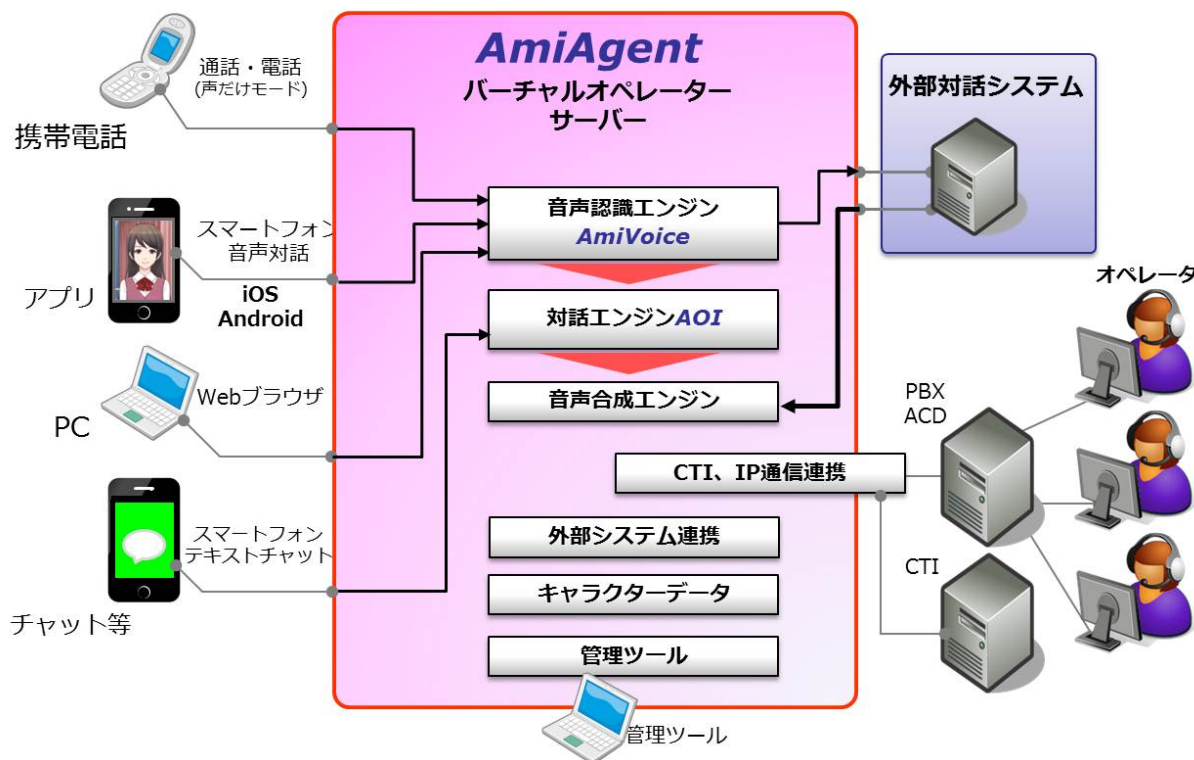 AmiAgent
バーチャルオペレーター
サーバー
通話・電話
(声だけモード)
携帯電話
スマートフォン
音声対話
iOS
Android
アプリ
Webブラウザ
PC
スマートフォン
テキストチャット
チャット等
音声認識エンジン
AmiVoice
対話エンジンAOI
音声合成エンジン
CTI、IP通信連携
外部システム連携
キャラクターデータ
管理ツール
管理ツール
外部対話システム
オペレータ
PBX
ACD
CTI